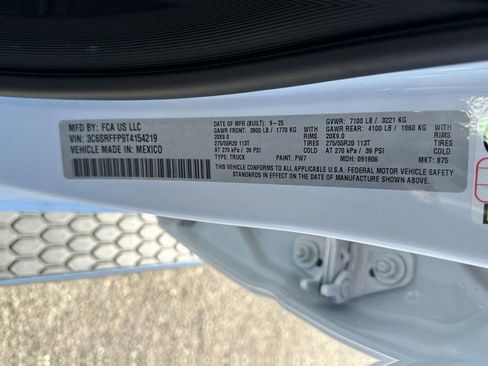 MFD BY: FCA US LLC
VIN: 3C6SRFFP9T4154219
VEHICLE MADE IN: MEXICO
DATE OF MFR (BUILT): 9-25 GVWR: 7100 LB / 3221 KG
GAWR FRONT: 3900 LB / 1770 KG WITH GAWR REAR: 4100 LB / 1860 KG WITH
20X9.0 RIMS 20X9.0 RIMS
275/55R20 113T TIRES 275/55R20 113T TIRES
AT 270 kPa / 39 PSI AT 270 kPa / 39 PSI
TYPE: TRUCK PAINT: PW7 MDH: 091906 MKT: 875
THIS VEHICLE CONFORMS TO ALL APPLICABLE U.S.A. FEDERAL MOTOR VEHICLE SAFETY
STANDARDS IN EFFECT ON THE DATE OF MANUFACTURE SHOWN ABOVE.